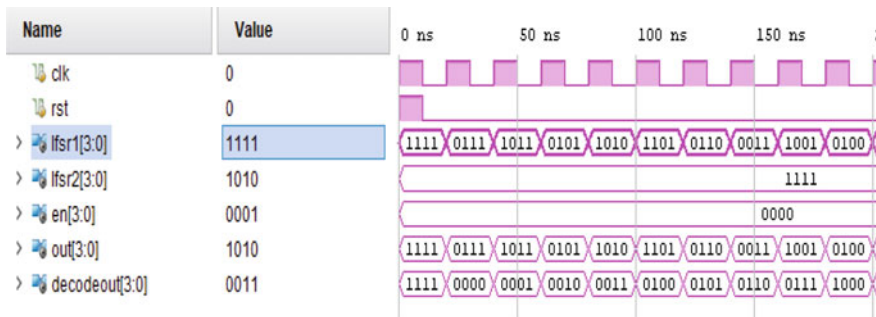 Name Value 0 ns 50 ns 100 ns 150 ns
clk 0
rst 0
lfsr1[3:0] 1111 1111 0111 1011 0101 1010 1101 0110 0011 1001 0100
lfsr2[3:0] 1010 1111
en[3:0] 0001 0000
out[3:0] 1010 1111 0111 1011 0101 1010 1101 0110 0011 1001 0100
decodeout[3:0] 0011 1111 0000 0001 0010 0011 0100 0101 0110 0111 1000